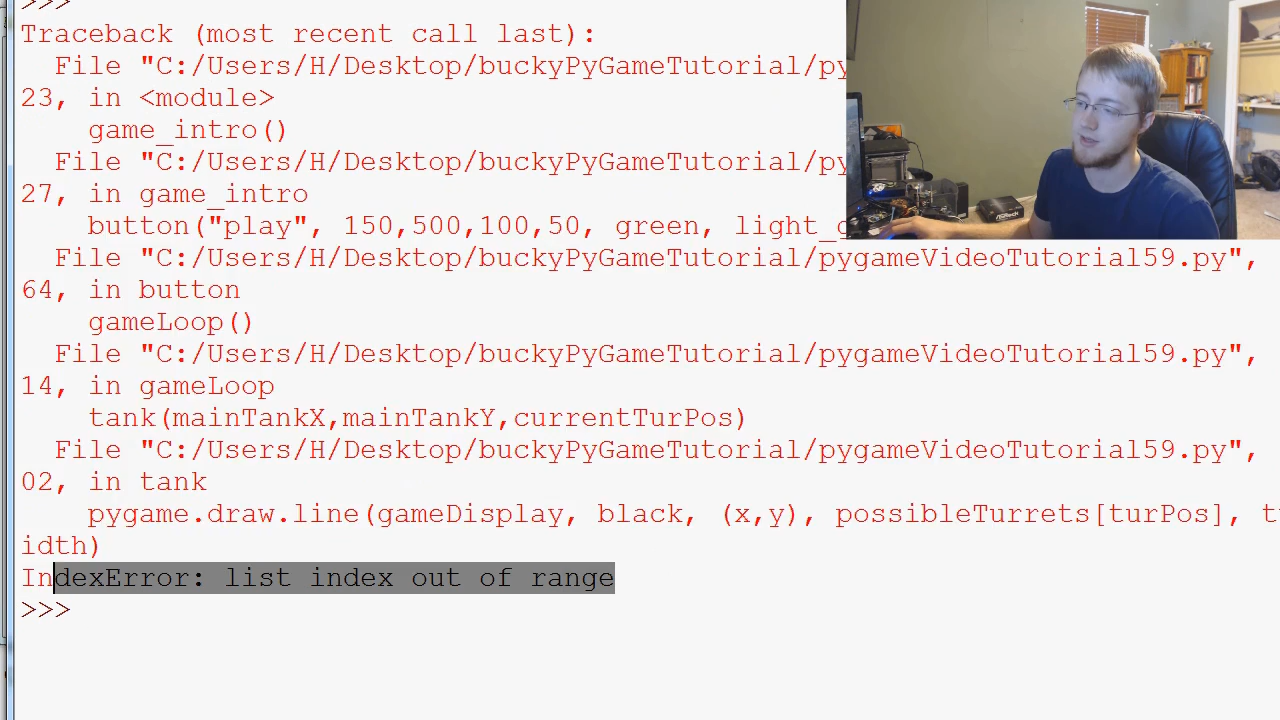 >>>
Traceback (most recent call last):
  File "C:/Users/H/Desktop/buckyPyGameTutorial/py
23, in <module>
    game_intro()
  File "C:/Users/H/Desktop/buckyPyGameTutorial/py
27, in game_intro
    button("play", 150,500,100,50, green, light_
  File "C:/Users/H/Desktop/buckyPyGameTutorial/pygameVideoTutorial59.py",
64, in button
    gameLoop()
  File "C:/Users/H/Desktop/buckyPyGameTutorial/pygameVideoTutorial59.py",
14, in gameLoop
    tank(mainTankX,mainTankY,currentTurPos)
  File "C:/Users/H/Desktop/buckyPyGameTutorial/pygameVideoTutorial59.py",
02, in tank
    pygame.draw.line(gameDisplay, black, (x,y), possibleTurrets[turPos], t
idth)
IndexError: list index out of range
>>>